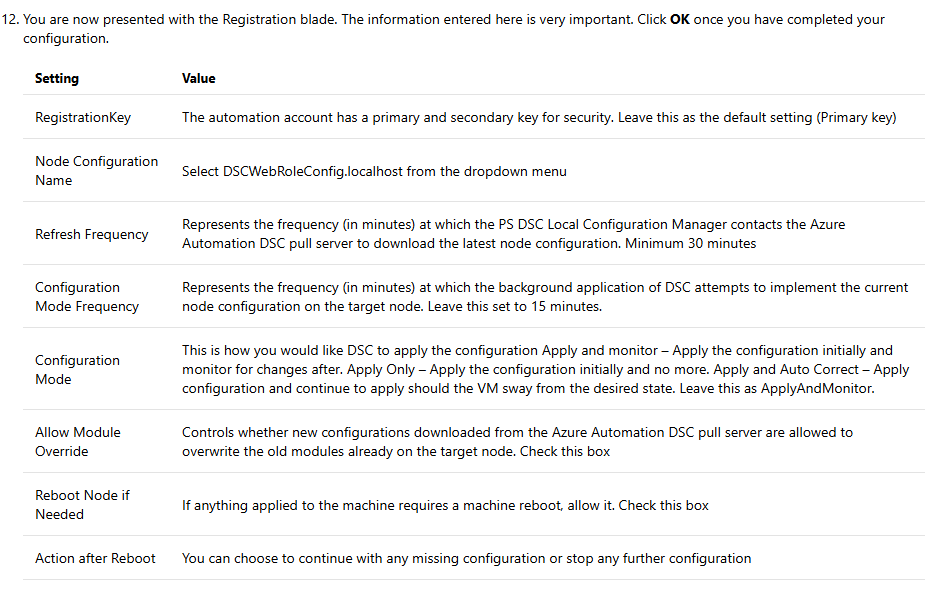 12. You are now presented with the Registration blade. The information entered here is very important. Click OK once you have completed your
configuration.
Setting Value
RegistrationKey The automation account has a primary and secondary key for security. Leave this as the default setting (Primary key)
Node Configuration
Name
Select DSCWebRoleConfig.localhost from the dropdown menu
Refresh Frequency
Represents the frequency (in minutes) at which the PS DSC Local Configuration Manager contacts the Azure
Automation DSC pull server to download the latest node configuration. Minimum 30 minutes
Configuration
Mode Frequency
Represents the frequency (in minutes) at which the background application of DSC attempts to implement the current
node configuration on the target node. Leave this set to 15 minutes.
Configuration
Mode
This is how you would like DSC to apply the configuration Apply and monitor – Apply the configuration initially and
monitor for changes after. Apply Only – Apply the configuration initially and no more. Apply and Auto Correct – Apply
configuration and continue to apply should the VM sway from the desired state. Leave this as ApplyAndMonitor.
Allow Module
Override
Controls whether new configurations downloaded from the Azure Automation DSC pull server are allowed to
overwrite the old modules already on the target node. Check this box
Reboot Node if
Needed
If anything applied to the machine requires a machine reboot, allow it. Check this box
Action after Reboot You can choose to continue with any missing configuration or stop any further configuration